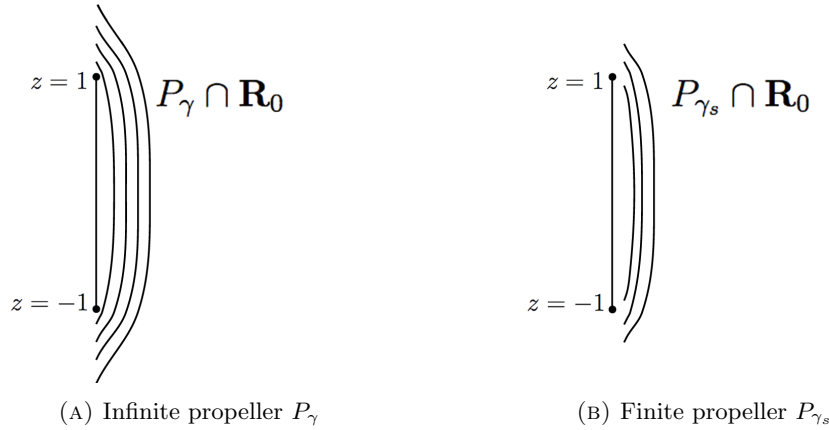 z = 1
P_γ ∩ R_0
z = −1
(A) Infinite propeller P_γ
z = 1
P_{γ_s} ∩ R_0
z = −1
(B) Finite propeller P_{γ_s}